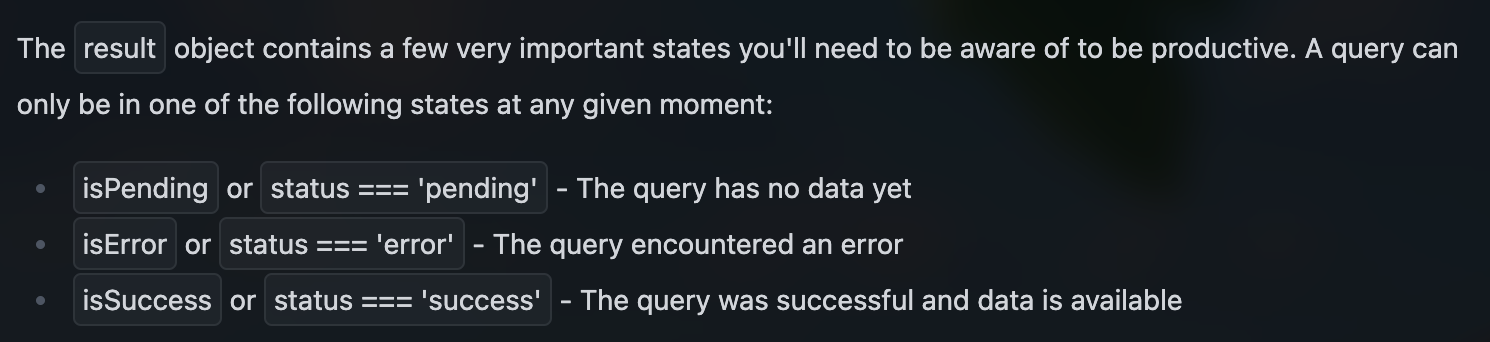 The result object contains a few very important states you'll need to be aware of to be productive. A query can
only be in one of the following states at any given moment:
• isPending or status === 'pending' - The query has no data yet
• isError or status === 'error' - The query encountered an error
• isSuccess or status === 'success' - The query was successful and data is available